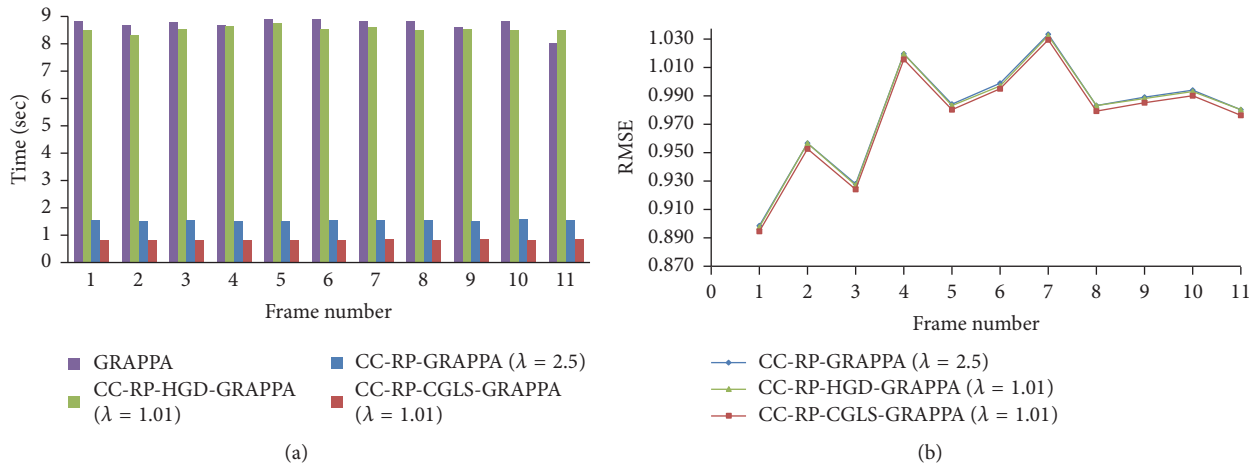 9
8
7
6
5
4
3
2
1
0
Time (sec)
1 2 3 4 5 6 7 8 9 10 11
Frame number
GRAPPA
CC-RP-HGD-GRAPPA
(λ = 1.01)
CC-RP-GRAPPA (λ = 2.5)
CC-RP-CGLS-GRAPPA
(λ = 1.01)
(a)
1.030
1.010
0.990
0.970
0.950
0.930
0.910
0.890
0.870
RMSE
0 1 2 3 4 5 6 7 8 9 10 11
Frame number
CC-RP-GRAPPA (λ = 2.5)
CC-RP-HGD-GRAPPA (λ = 1.01)
CC-RP-CGLS-GRAPPA (λ = 1.01)
(b)